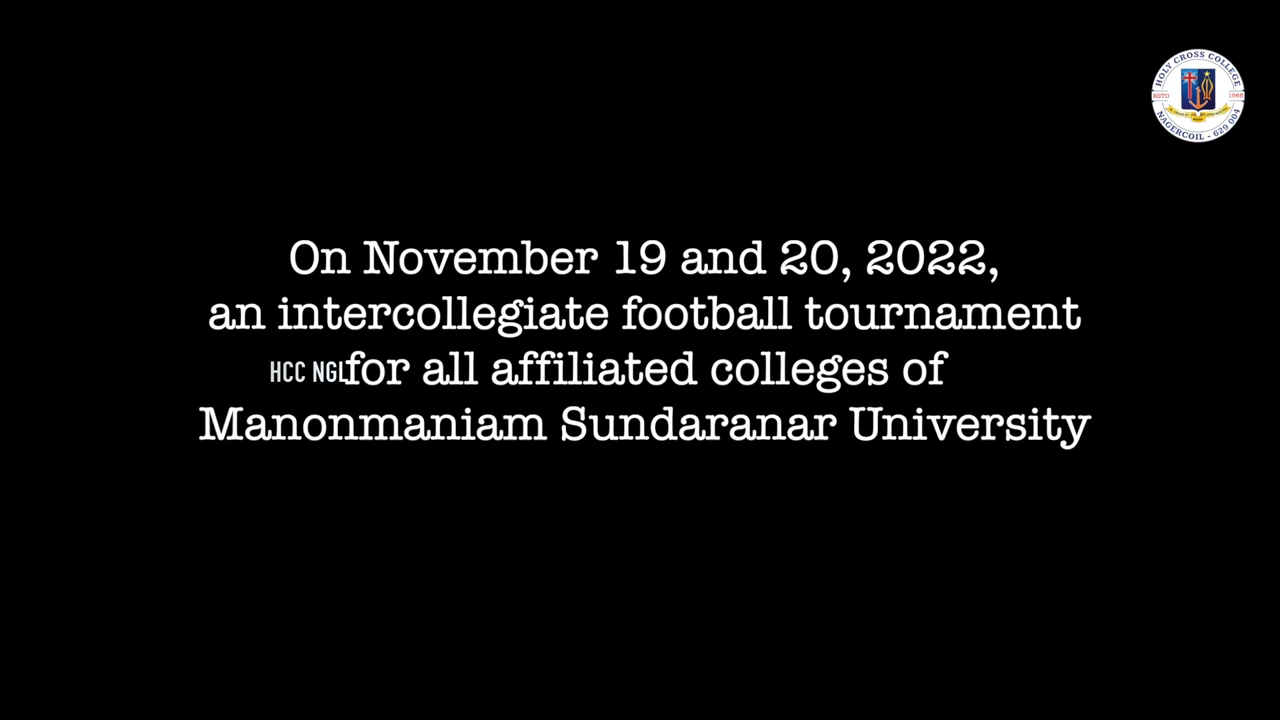 HOLY CROSS COLLEGE
ESTD 1965
NAGERCOIL - 629 004
On November 19 and 20, 2022,
an intercollegiate football tournament
HCC NGL
for all affiliated colleges of
Manonmaniam Sundaranar University